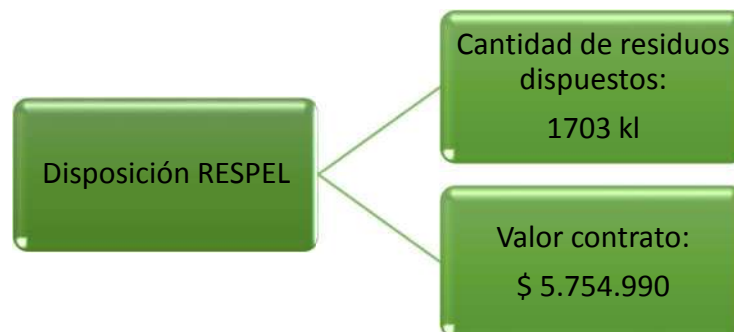 Disposición RESPEL
Cantidad de residuos
dispuestos:
1703 kl
Valor contrato:
$ 5.754.990